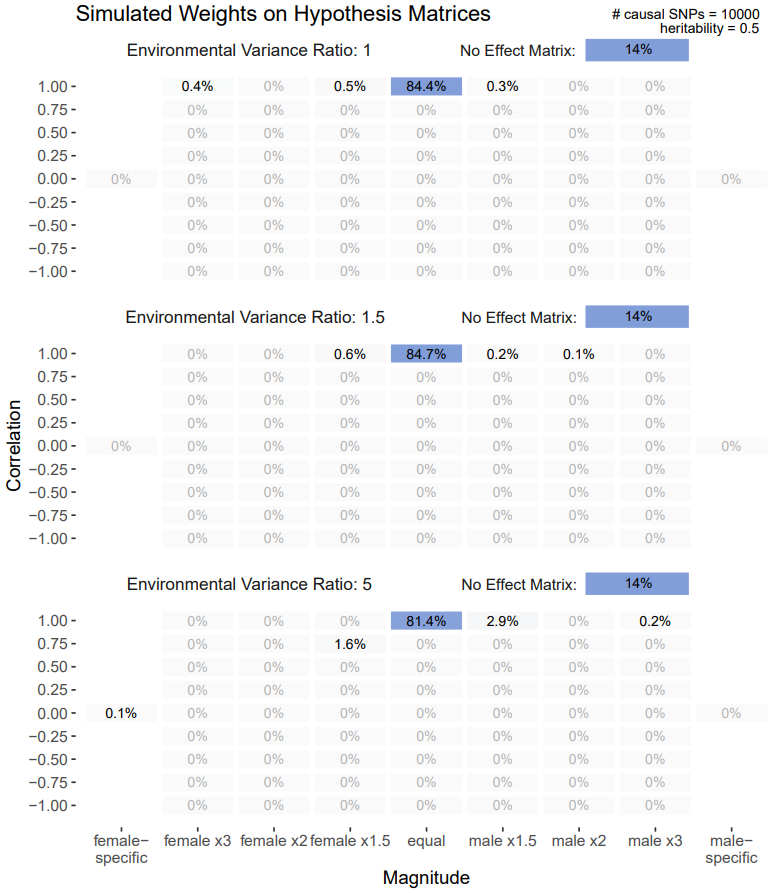 Simulated Weights on Hypothesis Matrices
# causal SNPs = 10000
heritability = 0.5
Environmental Variance Ratio: 1 No Effect Matrix: 14%
1.00 0.4% 0% 0.5% 84.4% 0.3% 0% 0%
0.75 0% 0% 0% 0% 0% 0% 0%
0.50 0% 0% 0% 0% 0% 0% 0%
0.25 0% 0% 0% 0% 0% 0% 0%
0.00 0% 0% 0% 0% 0% 0% 0% 0% 0%
−0.25 0% 0% 0% 0% 0% 0% 0%
−0.50 0% 0% 0% 0% 0% 0% 0%
−0.75 0% 0% 0% 0% 0% 0% 0%
−1.00 0% 0% 0% 0% 0% 0% 0%
Environmental Variance Ratio: 1.5 No Effect Matrix: 14%
1.00 0% 0% 0.6% 84.7% 0.2% 0.1% 0%
0.75 0% 0% 0% 0% 0% 0% 0%
0.50 0% 0% 0% 0% 0% 0% 0%
0.25 0% 0% 0% 0% 0% 0% 0%
0.00 0% 0% 0% 0% 0% 0% 0% 0% 0%
−0.25 0% 0% 0% 0% 0% 0% 0%
−0.50 0% 0% 0% 0% 0% 0% 0%
−0.75 0% 0% 0% 0% 0% 0% 0%
−1.00 0% 0% 0% 0% 0% 0% 0%
Correlation
Environmental Variance Ratio: 5 No Effect Matrix: 14%
1.00 0% 0% 0% 81.4% 2.9% 0% 0.2%
0.75 0% 0% 1.6% 0% 0% 0% 0%
0.50 0% 0% 0% 0% 0% 0% 0%
0.25 0% 0% 0% 0% 0% 0% 0%
0.00 0.1% 0% 0% 0% 0% 0% 0% 0% 0%
−0.25 0% 0% 0% 0% 0% 0% 0%
−0.50 0% 0% 0% 0% 0% 0% 0%
−0.75 0% 0% 0% 0% 0% 0% 0%
−1.00 0% 0% 0% 0% 0% 0% 0%
female− female x3 female x2 female x1.5 equal male x1.5 male x2 male x3 male−
specific specific
Magnitude